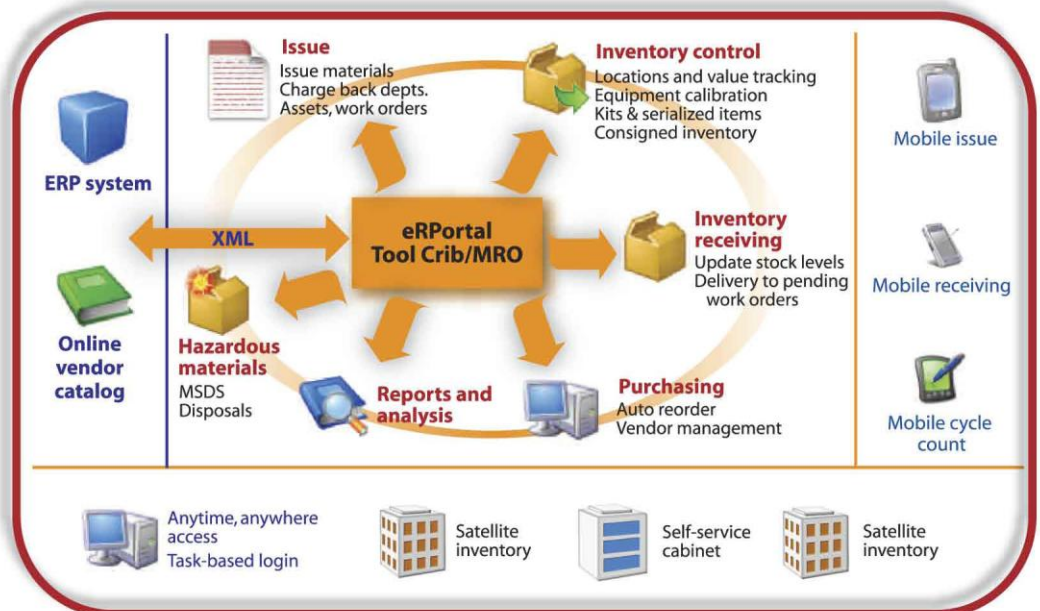 ERP system
Online
vendor
catalog
XML
Issue
Issue materials
Charge back depts.
Assets, work orders
Inventory control
Locations and value tracking
Equipment calibration
Kits & serialized items
Consigned inventory
eRPortal
Tool Crib/MRO
Inventory
receiving
Update stock levels
Delivery to pending
work orders
Hazardous
materials
MSDS
Disposals
Reports and
analysis
Purchasing
Auto reorder
Vendor management
Mobile issue
Mobile receiving
Mobile cycle
count
Anytime, anywhere
access
Task-based login
Satellite
inventory
Self-service
cabinet
Satellite
inventory